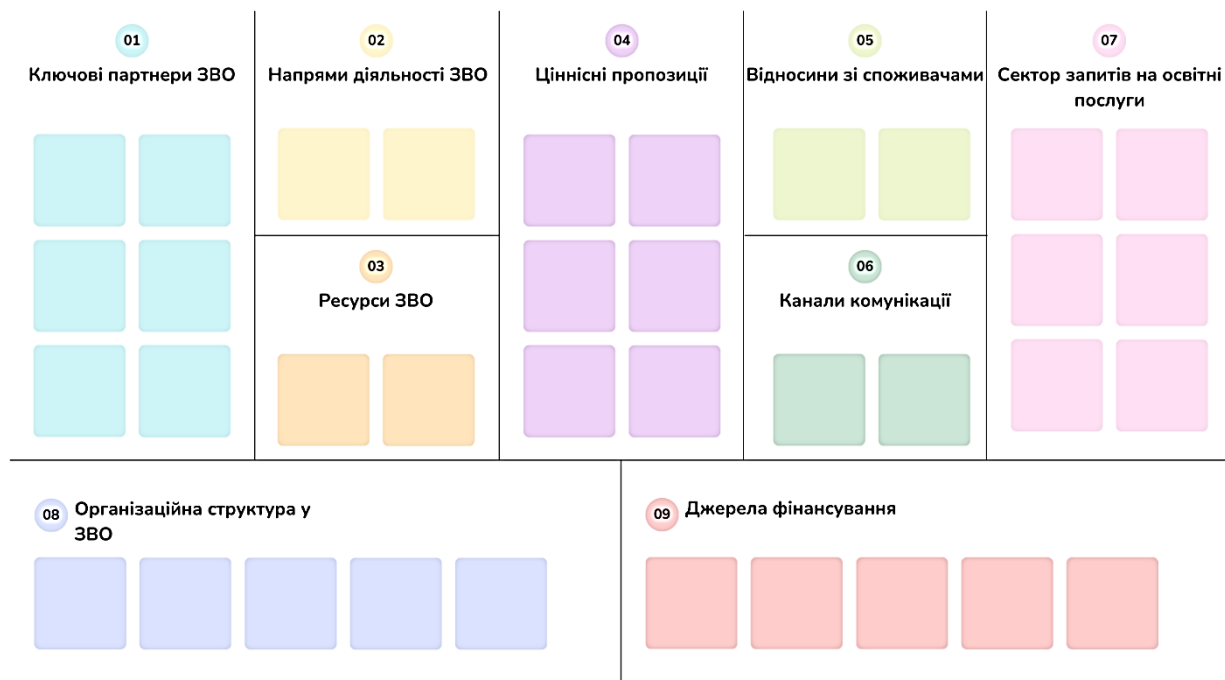 01
Ключові партнери ЗВО
02
Напрями діяльності ЗВО
03
Ресурси ЗВО
04
Ціннісні пропозиції
05
Відносини зі споживачами
06
Канали комунікації
07
Сектор запитів на освітні
послуги
08
Організаційна структура у
ЗВО
09
Джерела фінансування